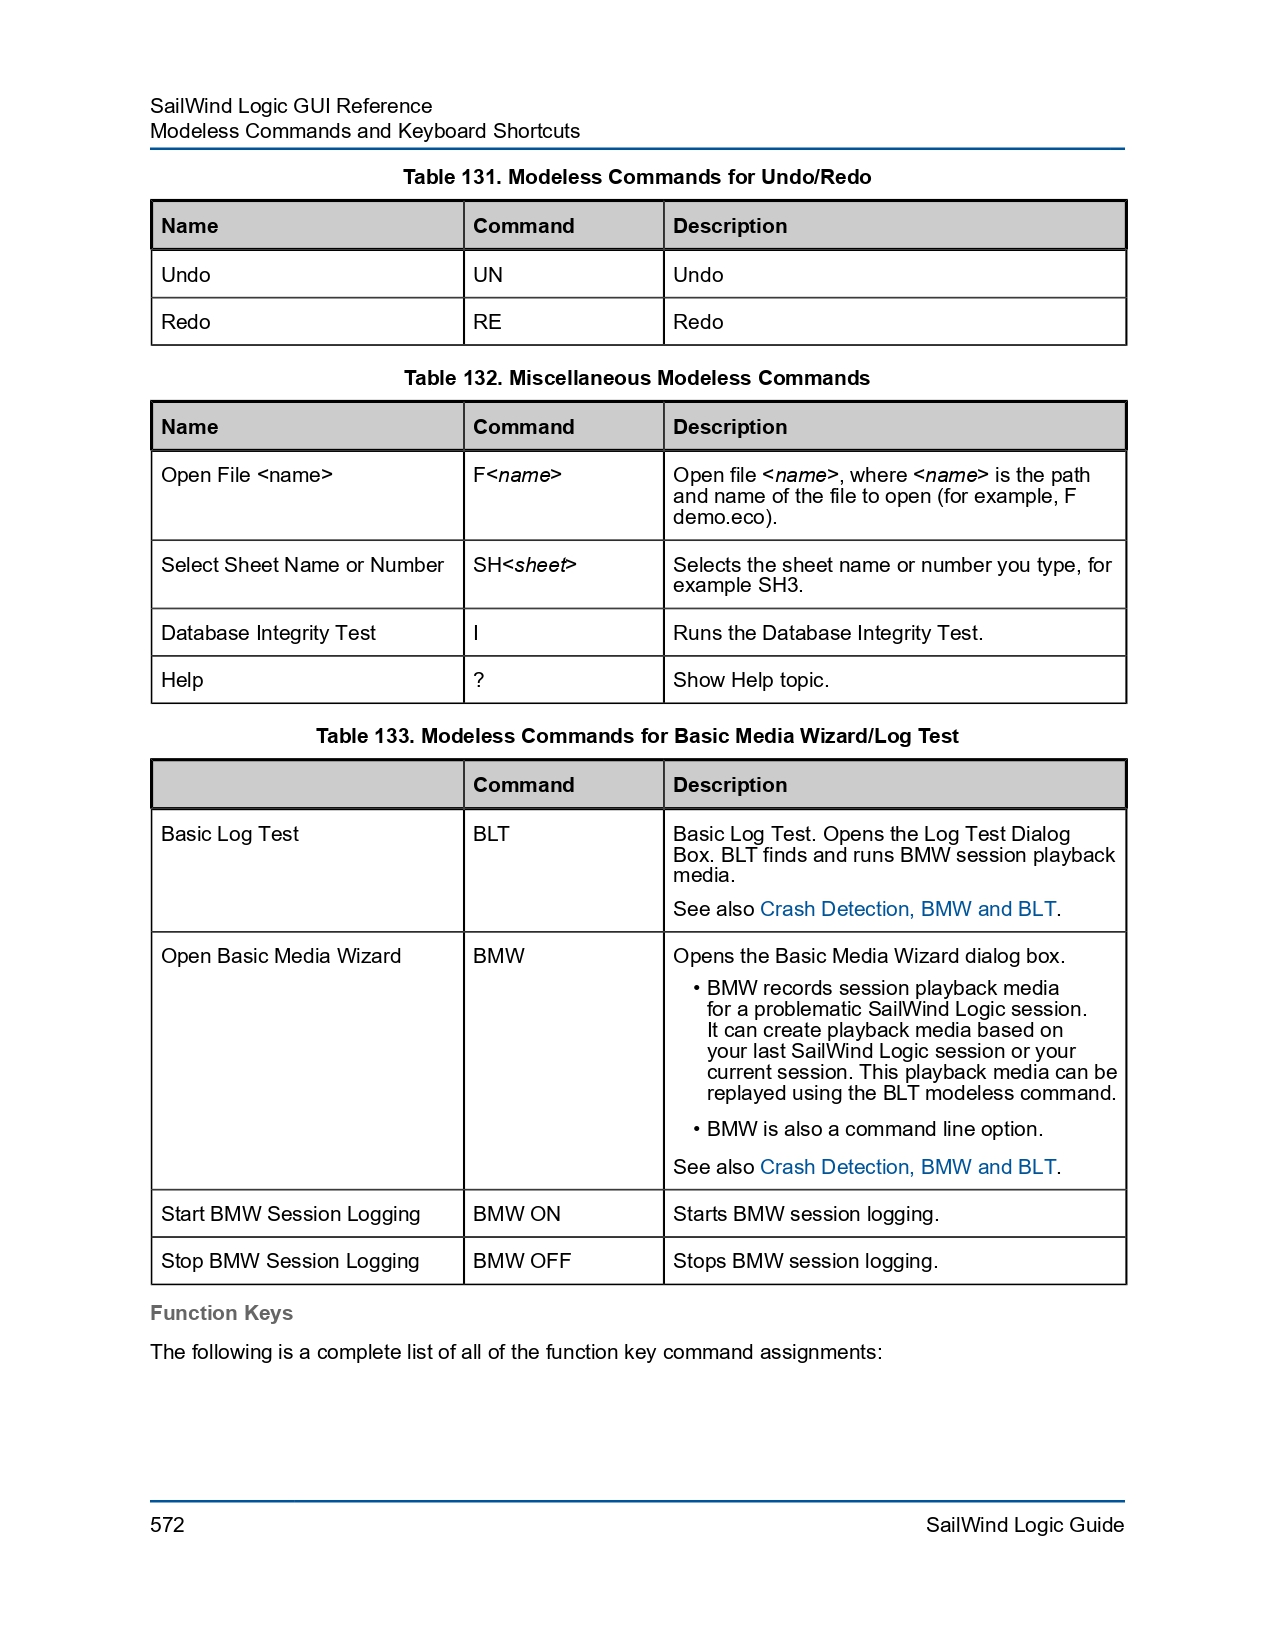 SailWind Logic GUI Reference
Modeless Commands and Keyboard Shortcuts
Table 131. Modeless Commands for Undo/Redo
Name Command Description
Undo UN Undo
Redo RE Redo
Table 132. Miscellaneous Modeless Commands
Name Command Description
Open File <name> F<name> Open file <name>, where <name> is the path
and name of the file to open (for example, F
demo.eco).
Select Sheet Name or Number SH<sheet> Selects the sheet name or number you type, for
example SH3.
Database Integrity Test I Runs the Database Integrity Test.
Help ? Show Help topic.
Table 133. Modeless Commands for Basic Media Wizard/Log Test
Command Description
Basic Log Test BLT Basic Log Test. Opens the Log Test Dialog
Box. BLT finds and runs BMW session playback
media.
See also Crash Detection, BMW and BLT.
Open Basic Media Wizard BMW Opens the Basic Media Wizard dialog box.
• BMW records session playback media
for a problematic SailWind Logic session.
It can create playback media based on
your last SailWind Logic session or your
current session. This playback media can be
replayed using the BLT modeless command.
• BMW is also a command line option.
See also Crash Detection, BMW and BLT.
Start BMW Session Logging BMW ON Starts BMW session logging.
Stop BMW Session Logging BMW OFF Stops BMW session logging.
Function Keys
The following is a complete list of all of the function key command assignments:
572 SailWind Logic Guide